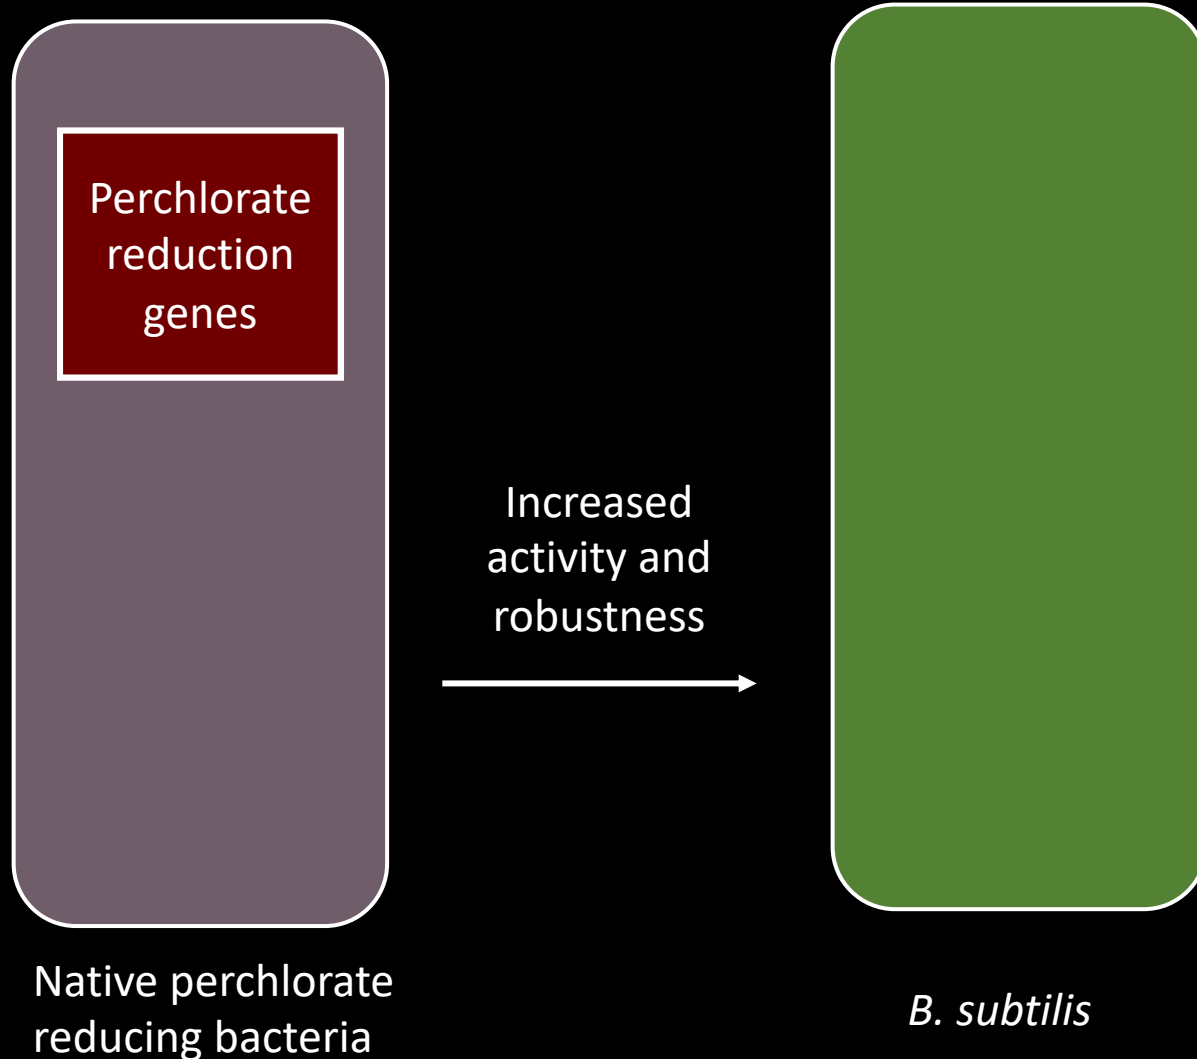 Perchlorate
reduction
genes
Increased
activity and
robustness
Native perchlorate
reducing bacteria
B. subtilis